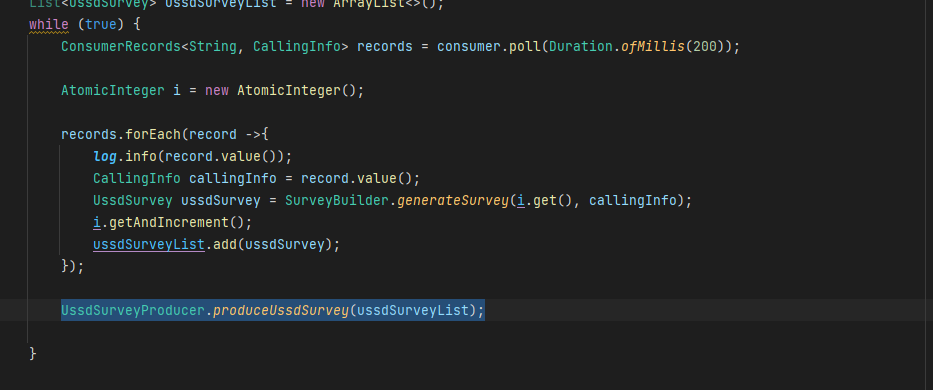 List<UssdSurvey> ussdSurveyList = new ArrayList<>();
while (true) {
ConsumerRecords<String, CallingInfo> records = consumer.poll(Duration.ofMillis(200));
AtomicInteger i = new AtomicInteger();
records.forEach(record ->{
log.info(record.value());
CallingInfo callingInfo = record.value();
UssdSurvey ussdSurvey = SurveyBuilder.generateSurvey(i.get(), callingInfo);
i.getAndIncrement();
ussdSurveyList.add(ussdSurvey);
});
UssdSurveyProducer.produceUssdSurvey(ussdSurveyList);
}